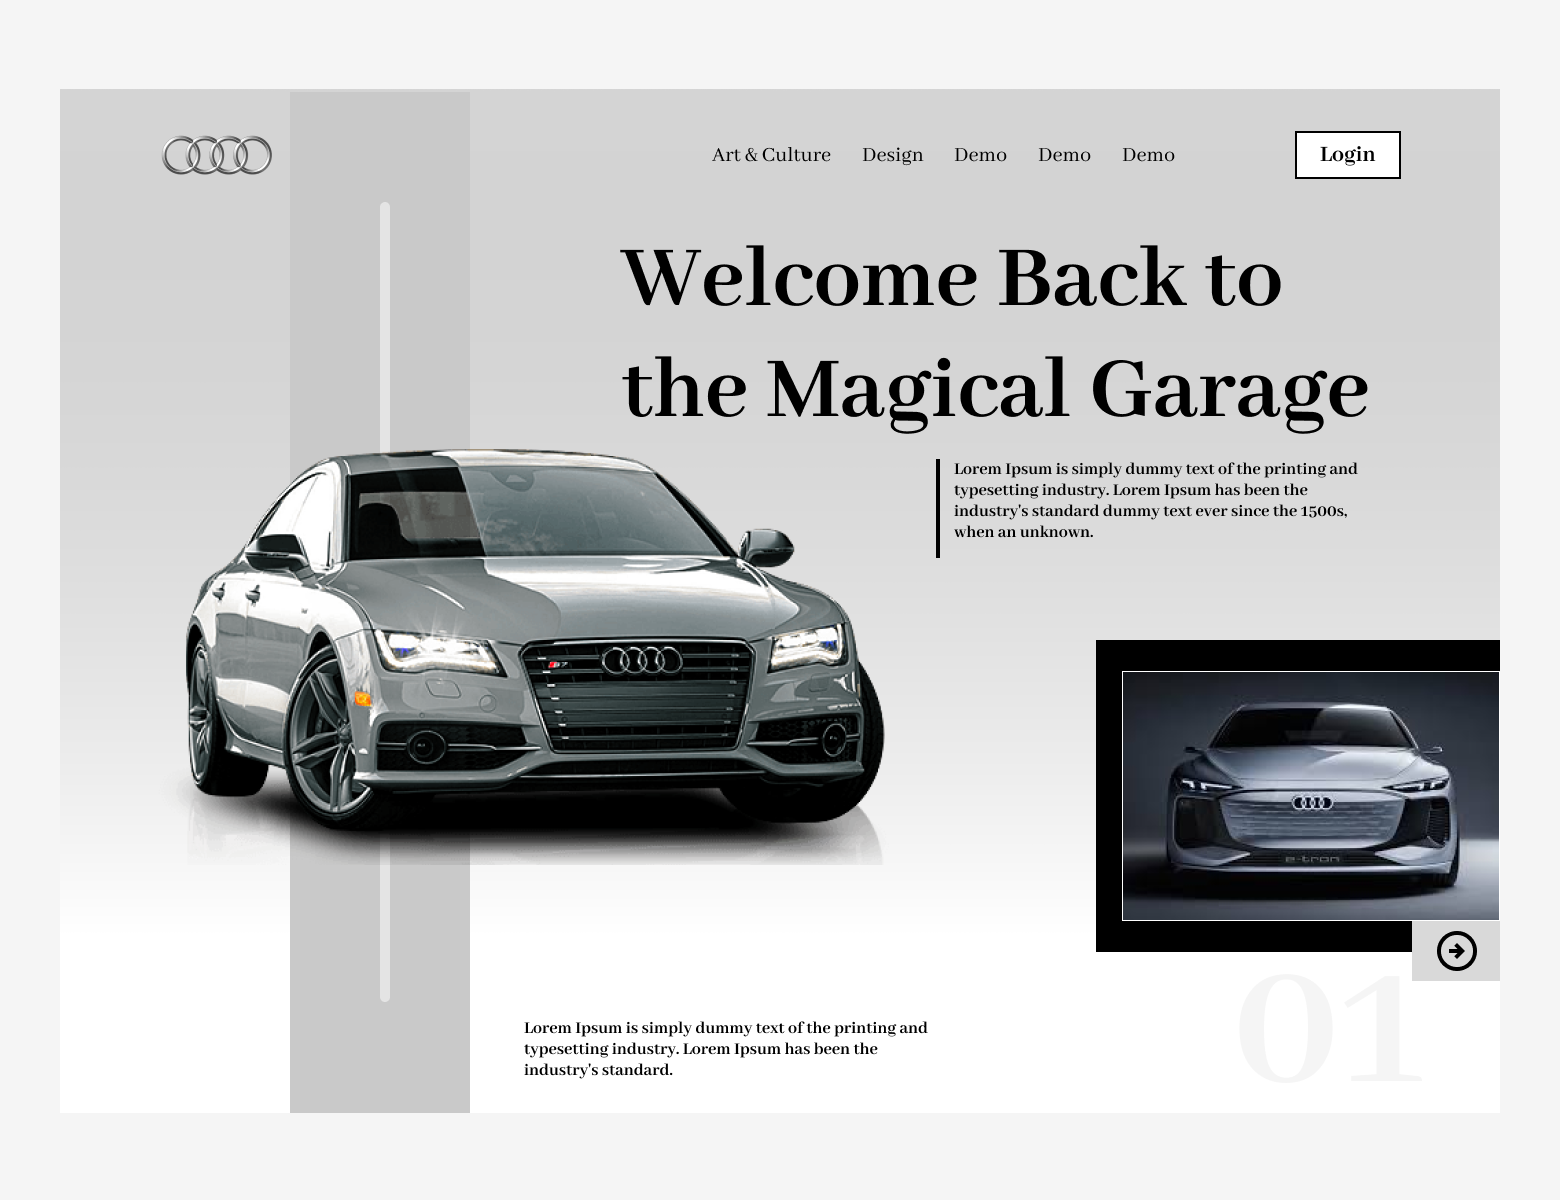 Art & Culture Design Demo Demo Demo Login
Welcome Back to
the Magical Garage
Lorem Ipsum is simply dummy text of the printing and
typesetting industry. Lorem Ipsum has been the
industry's standard dummy text ever since the 1500s,
when an unknown.
S7
e-tron
01
Lorem Ipsum is simply dummy text of the printing and
typesetting industry. Lorem Ipsum has been the
industry's standard.